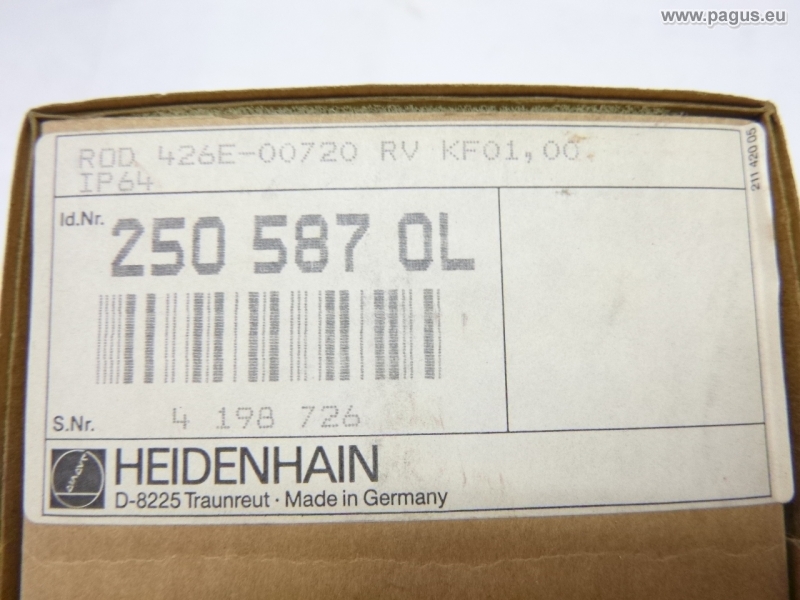 www.pagus.eu
ROD 426E-00720 RV KF01,00
IP64
211 420 05
Id.Nr. 250 587 0L
S.Nr. 4 198 726
HEIDENHAIN
D-8225 Traunreut · Made in Germany